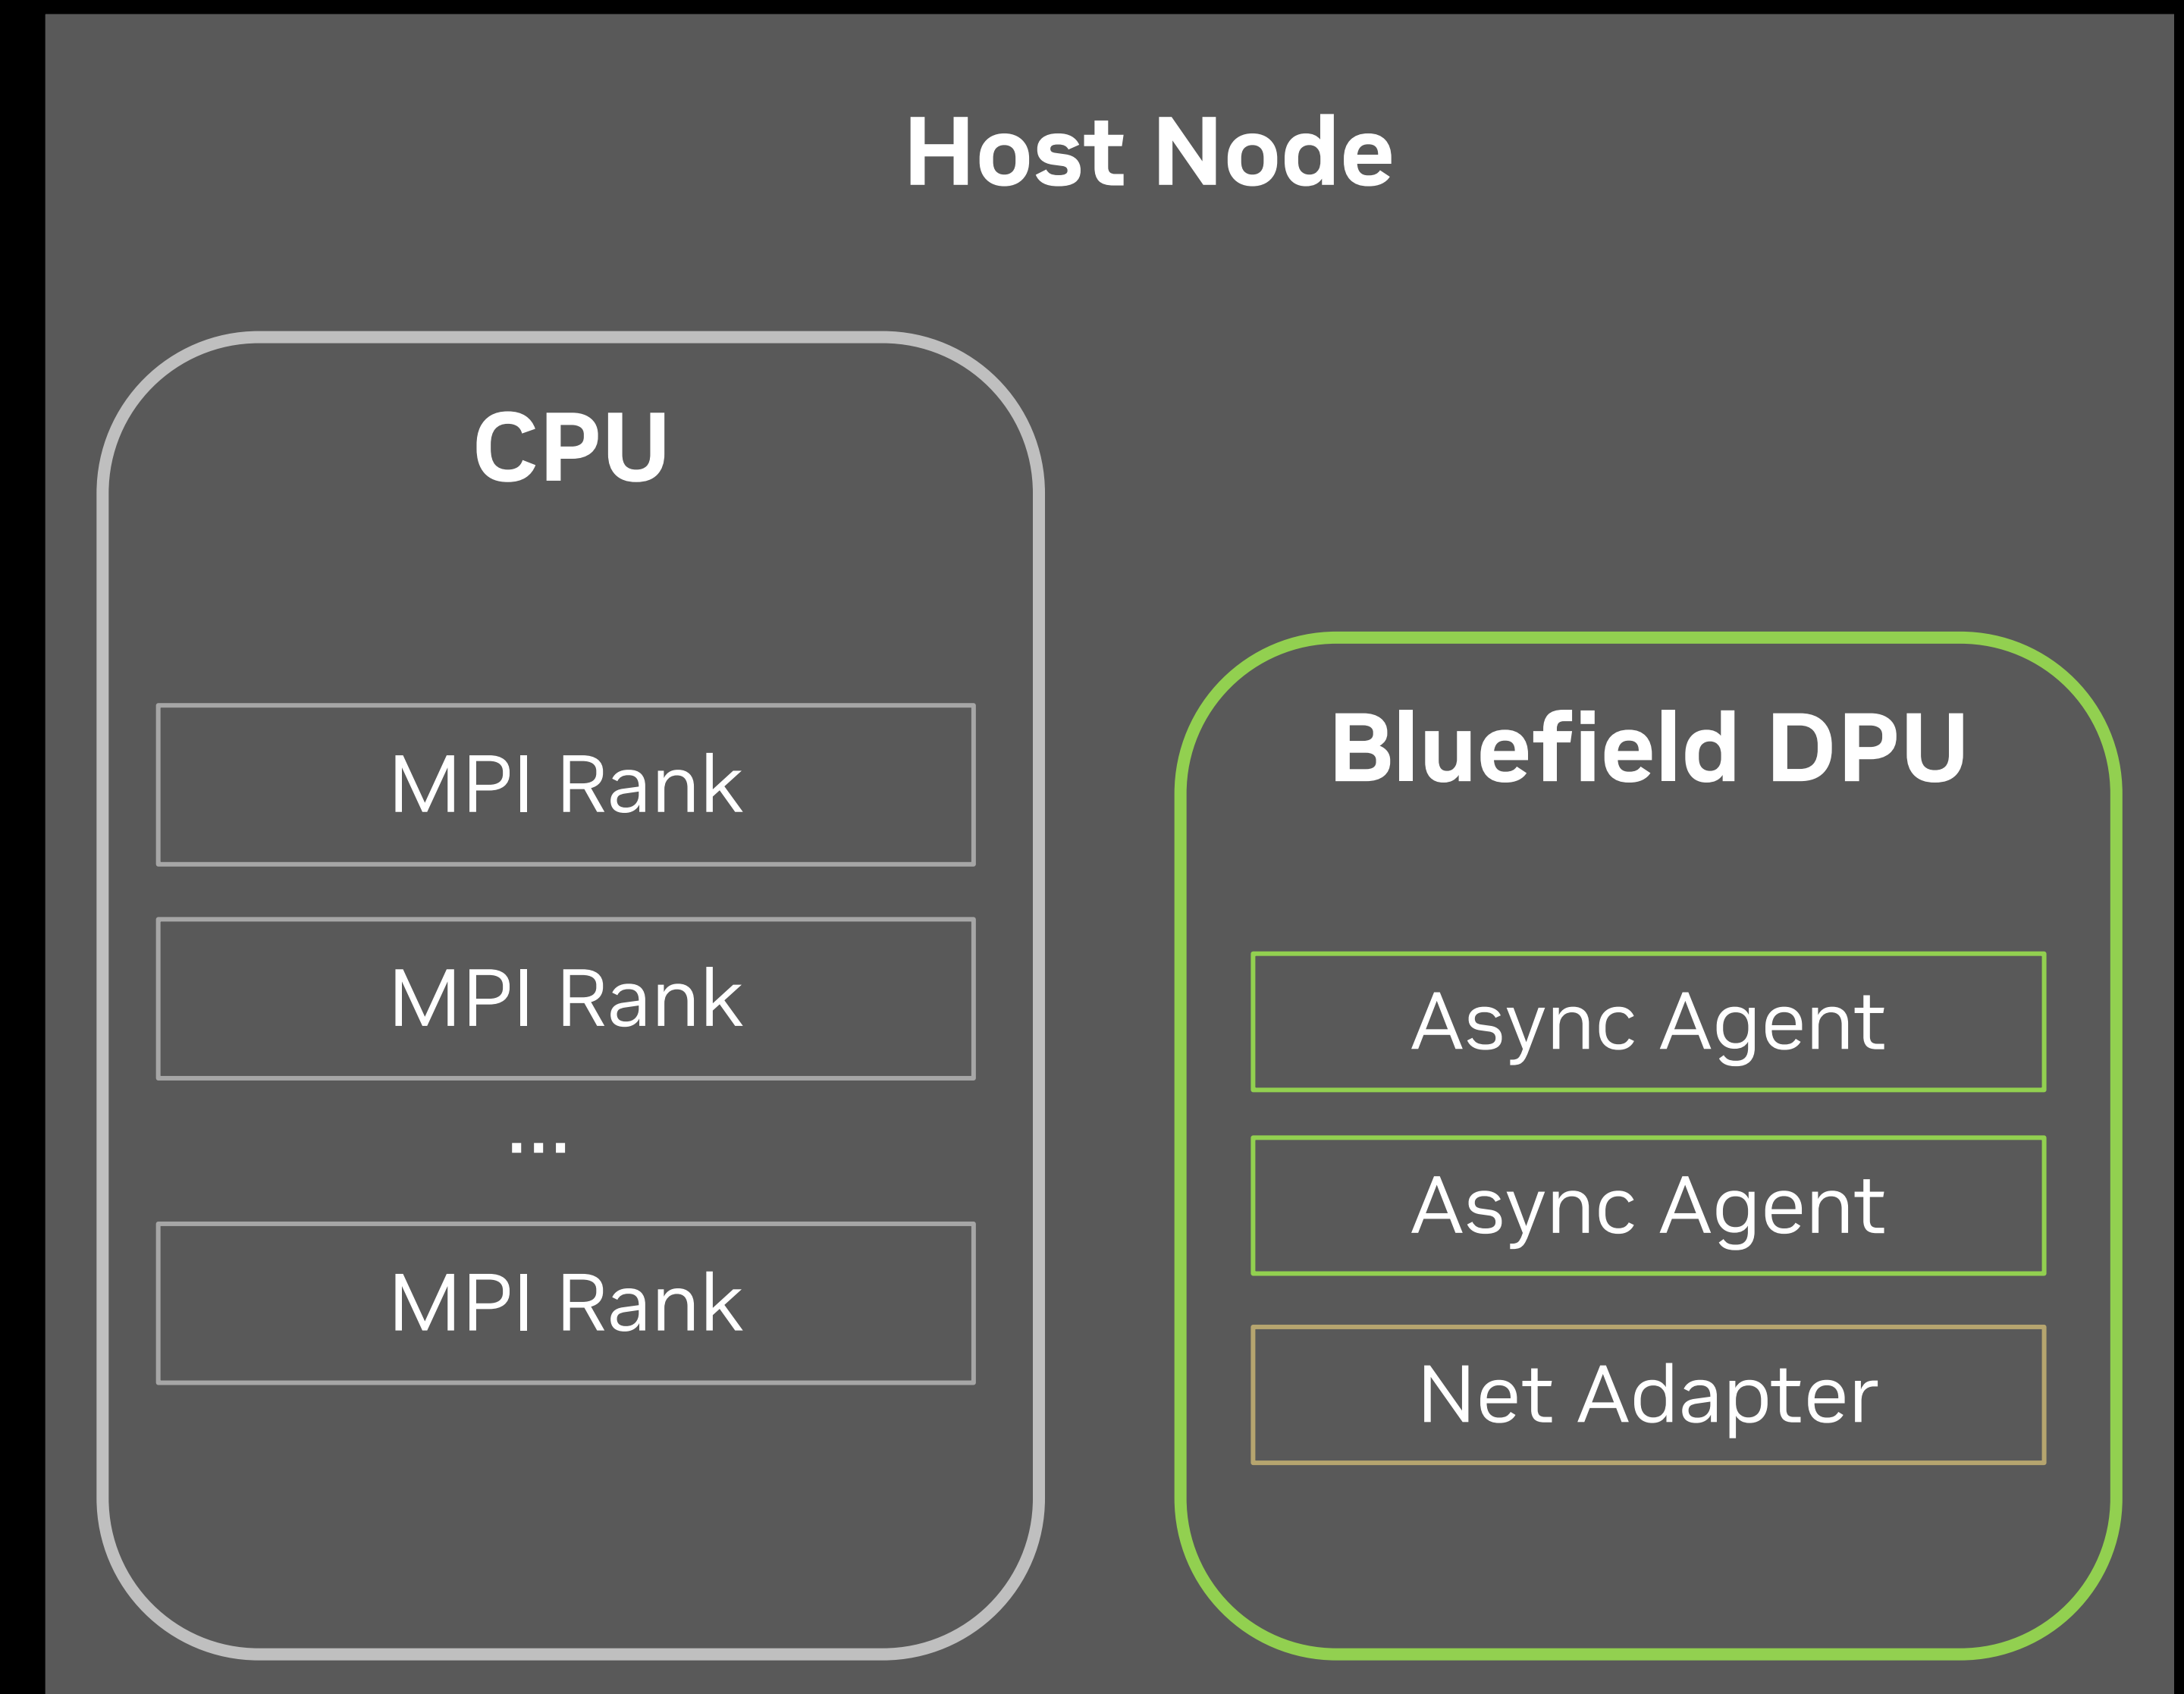 Host Node
CPU
MPI Rank
MPI Rank
...
MPI Rank
Bluefield DPU
Async Agent
Async Agent
Net Adapter